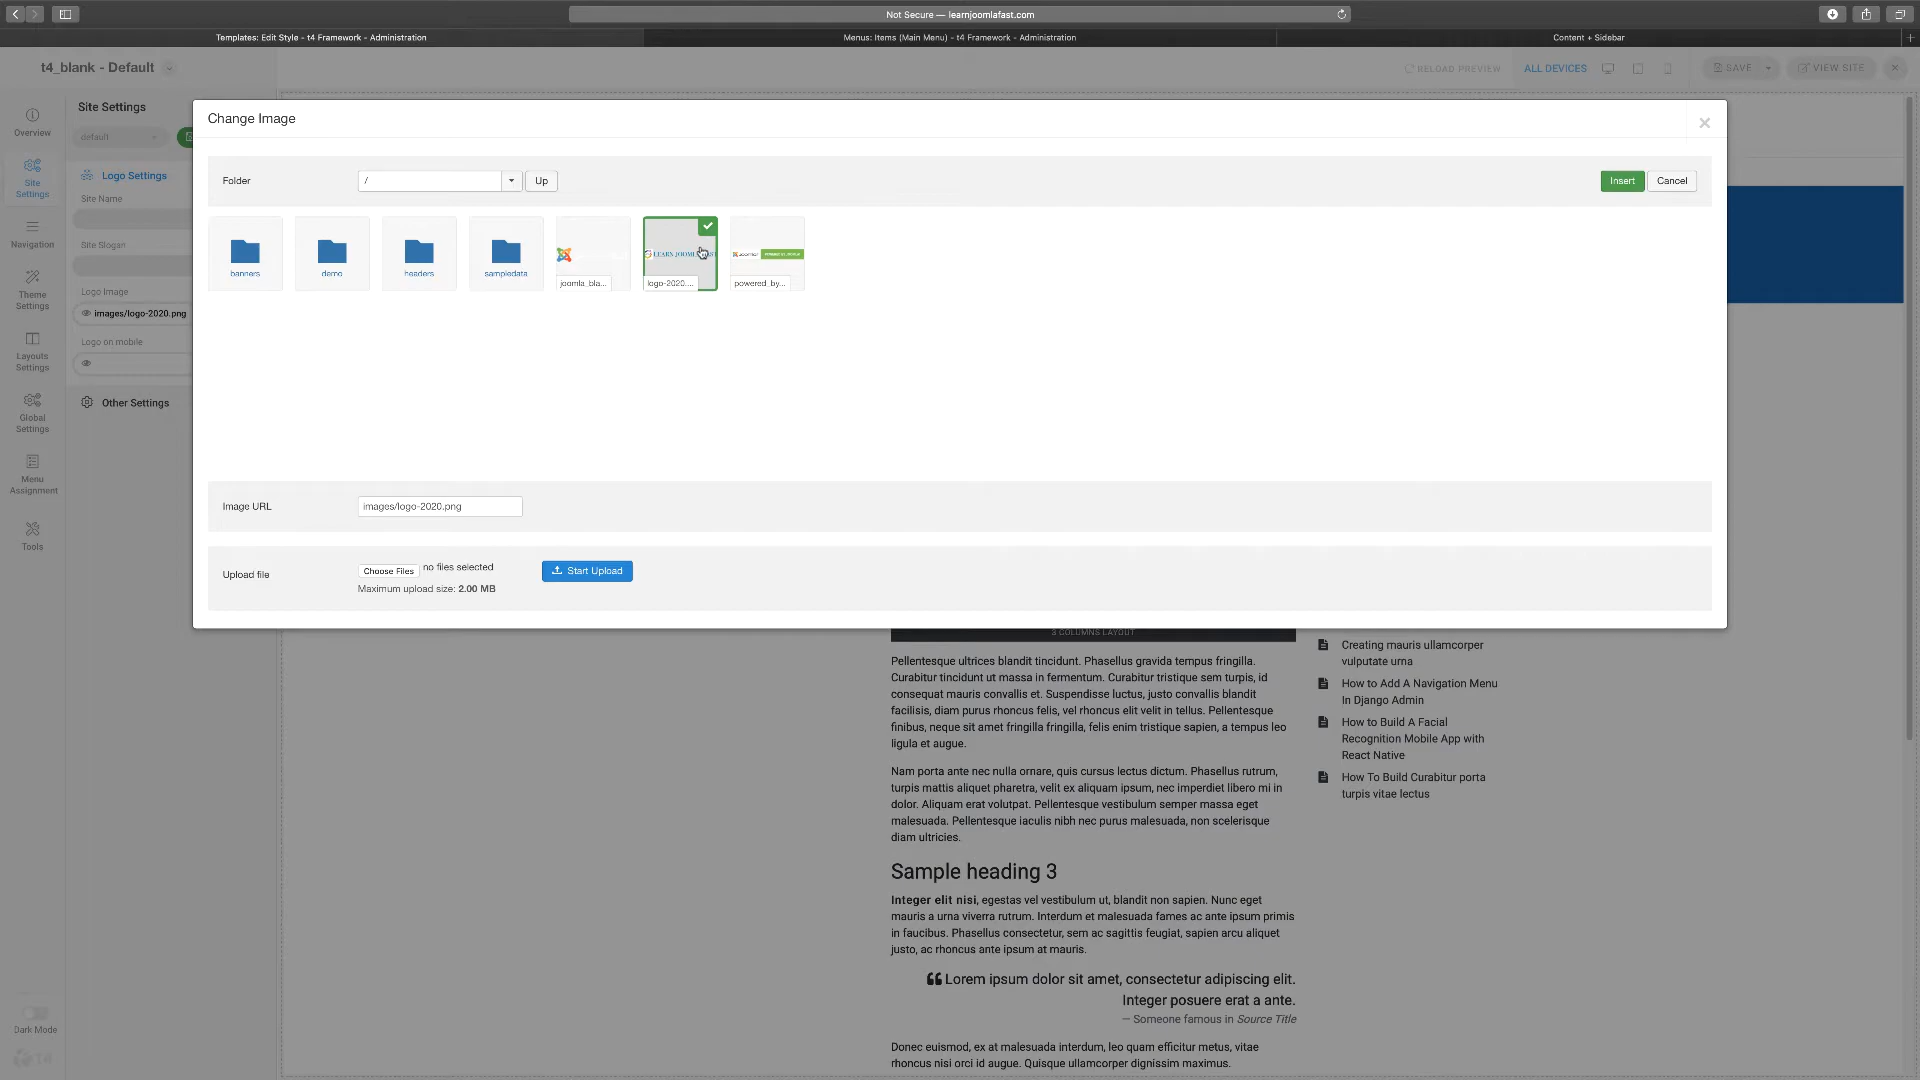 Not Secure — learnjoomlafast.com
Templates: Edit Style - t4 Framework - Administration
Menus: Items (Main Menu) - t4 Framework - Administration
Content + Sidebar
t4_blank - Default
RELOAD PREVIEW
ALL DEVICES
SAVE
VIEW SITE
Overview
Site
Settings
Navigation
Theme
Settings
Layouts
Settings
Global
Settings
Menu
Assignment
Tools
Dark Mode
T4
Site Settings
default
Logo Settings
Site Name
Site Slogan
Logo Image
images/logo-2020.png
Logo on mobile
Other Settings
Change Image
Folder
/
Up
Insert
Cancel
banners
demo
headers
sampledata
joomla_bla...
logo-2020....
powered_by...
Image URL
images/logo-2020.png
Upload file
Choose Files
no files selected
Start Upload
Maximum upload size: 2.00 MB
3 COLUMNS LAYOUT
Pellentesque ultrices blandit tincidunt. Phasellus gravida tempus fringilla.
Curabitur tincidunt ut massa in fermentum. Curabitur tristique sem turpis, id
consequat mauris convallis et. Suspendisse luctus, justo convallis blandit
facilisis, diam purus rhoncus felis, vel rhoncus elit velit in tellus. Pellentesque
finibus, neque sit amet fringilla fringilla, felis enim tristique sapien, a tempus leo
ligula et augue.
Nam porta ante nec nulla ornare, quis cursus lectus dictum. Phasellus rutrum,
turpis mattis aliquet pharetra, velit ex aliquam ipsum, nec imperdiet libero mi in
dolor. Aliquam erat volutpat. Pellentesque vestibulum semper massa eget
malesuada. Pellentesque iaculis nibh nec purus malesuada, non scelerisque
diam ultricies.
Sample heading 3
Integer elit nisi, egestas vel vestibulum ut, blandit non sapien. Nunc eget
mauris a urna viverra rutrum. Interdum et malesuada fames ac ante ipsum primis
in faucibus. Phasellus consectetur, sem ac sagittis feugiat, sapien arcu aliquet
justo, ac rhoncus ante ipsum at mauris.
Lorem ipsum dolor sit amet, consectetur adipiscing elit.
Integer posuere erat a ante.
— Someone famous in Source Title
Donec euismod, ex at malesuada interdum, leo quam efficitur metus, vitae
rhoncus nisi orci id augue. Quisque ullamcorper dignissim maximus.
Creating mauris ullamcorper
vulputate urna
How to Add A Navigation Menu
In Django Admin
How to Build A Facial
Recognition Mobile App with
React Native
How To Build Curabitur porta
turpis vitae lectus